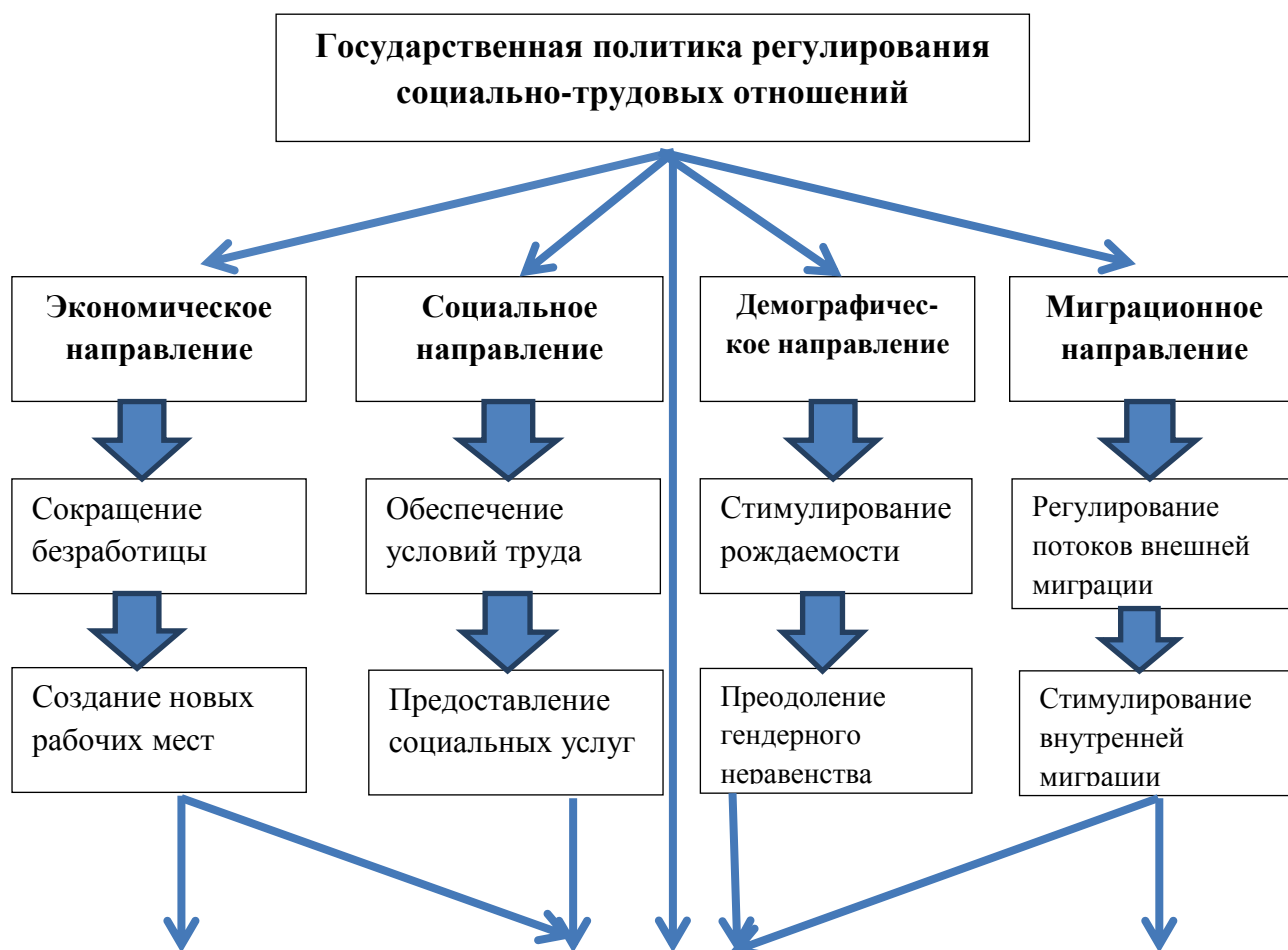 Государственная политика регулирования
социально-трудовых отношений
Экономическое
направление
Социальное
направление
Демографичес-
кое направление
Миграционное
направление
Сокращение
безработицы
Обеспечение
условий труда
Стимулирование
рождаемости
Регулирование
потоков внешней
миграции
Создание новых
рабочих мест
Предоставление
социальных услуг
Преодоление
гендерного
неравенства
Стимулирование
внутренней
миграции